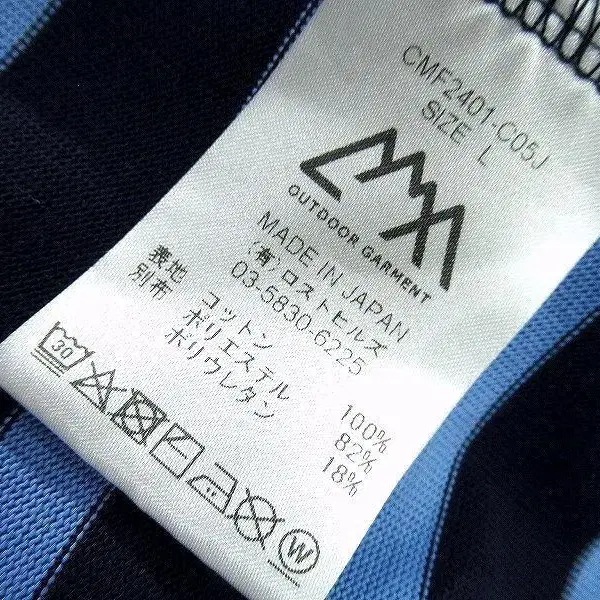 CMF2401-C05J
SIZE L
OUTDOOR GARMENT
MADE IN JAPAN
(有)ロストヒルズ
03-5830-6225
表地 コットン 100%
別布 ポリエステル 82%
ポリウレタン 18%
30
W